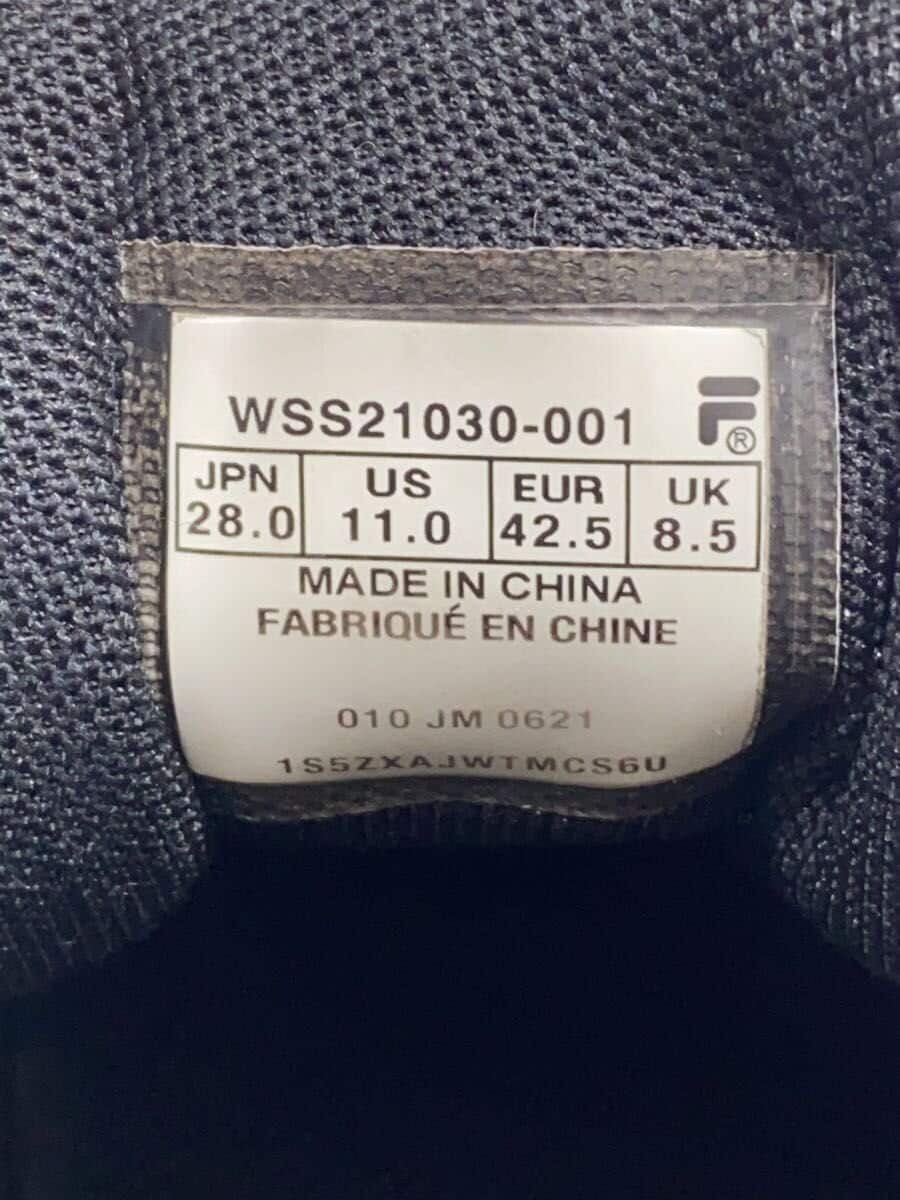 WSS21030-001
F®
JPN US EUR UK
28.0 11.0 42.5 8.5
MADE IN CHINA
FABRIQUÉ EN CHINE
010 JM 0621
1S5ZXAJWTMCS6U